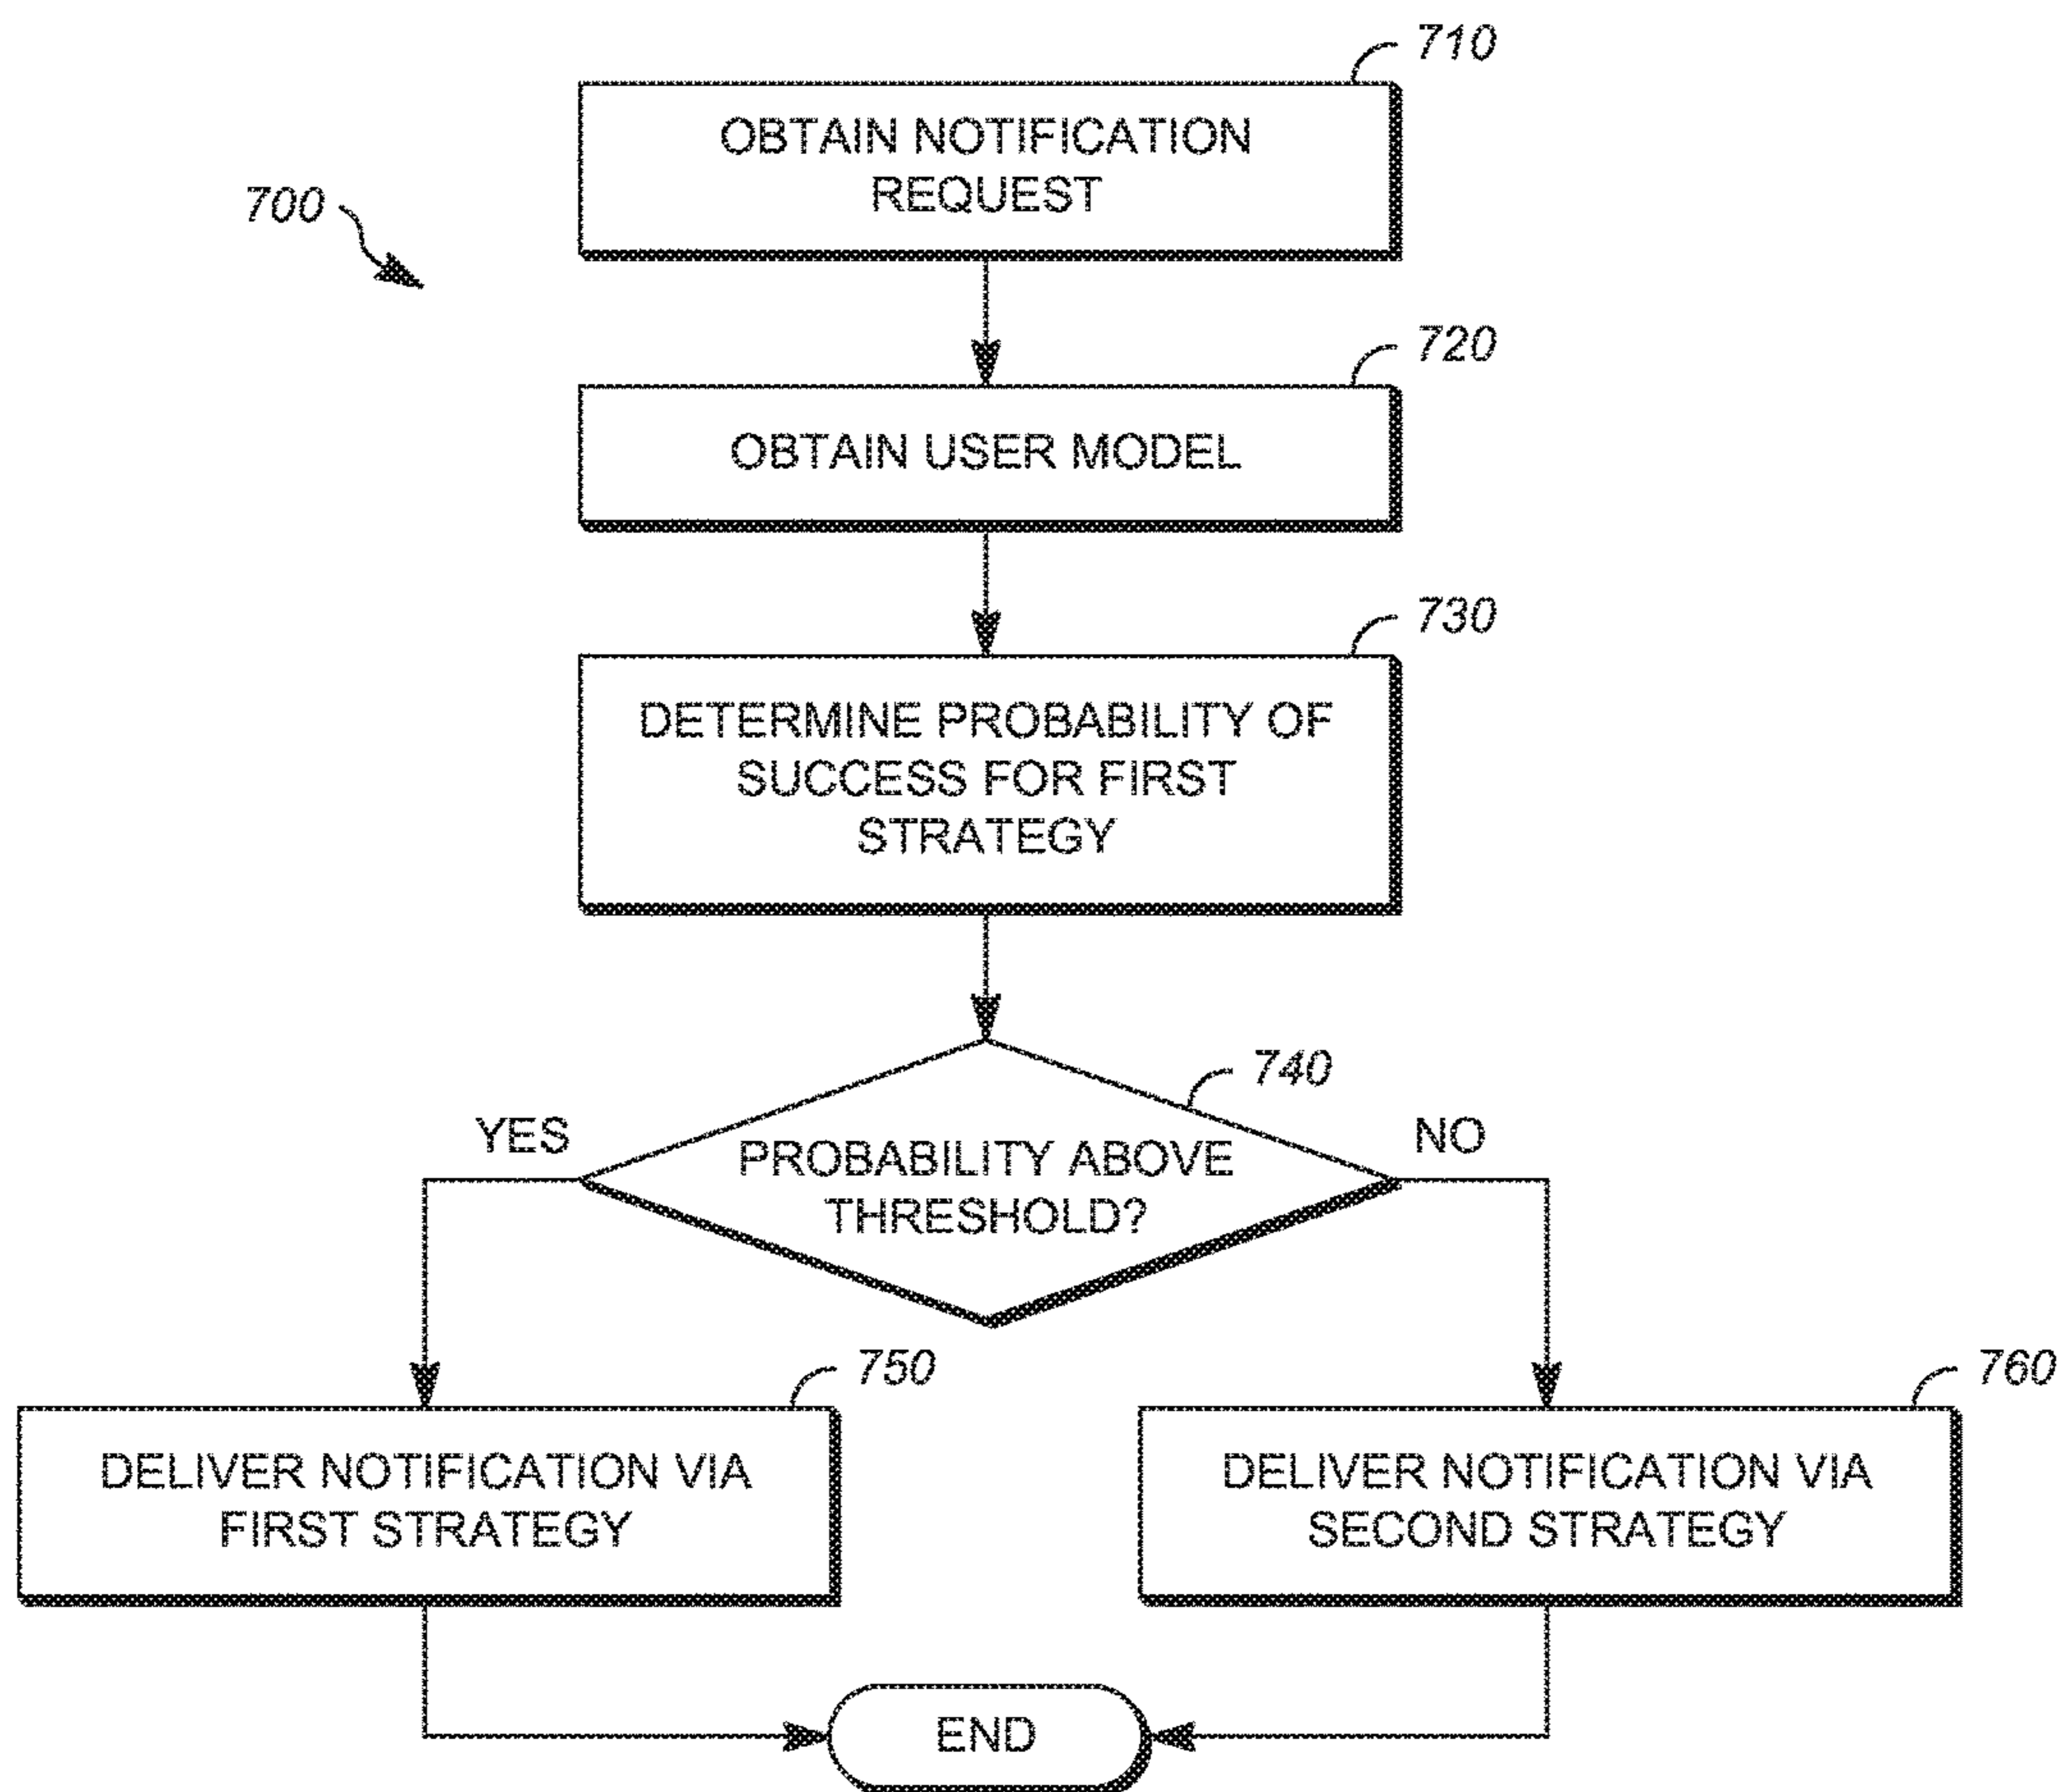 710
OBTAIN NOTIFICATION
REQUEST
700
720
OBTAIN USER MODEL
730
DETERMINE PROBABILITY OF
SUCCESS FOR FIRST
STRATEGY
740
YES
NO
PROBABILITY ABOVE
THRESHOLD?
750
760
DELIVER NOTIFICATION VIA
FIRST STRATEGY
DELIVER NOTIFICATION VIA
SECOND STRATEGY
END